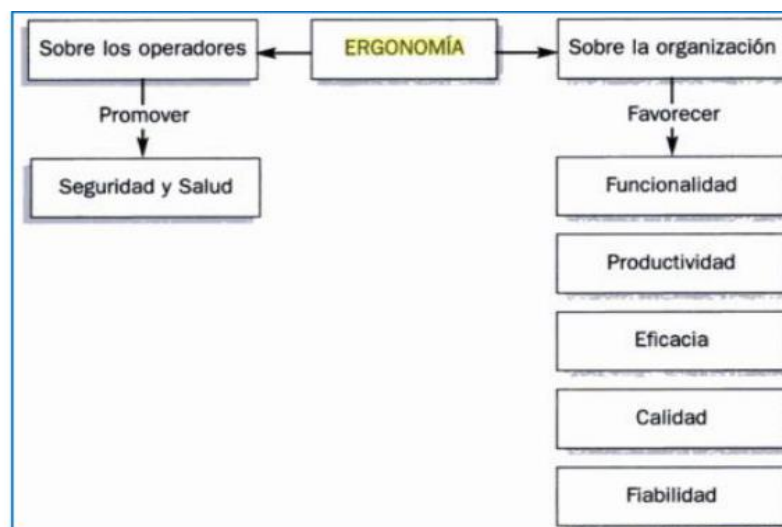 Sobre los operadores
ERGONOMÍA
Sobre la organización
Promover
Favorecer
Seguridad y Salud
Funcionalidad
Productividad
Eficacia
Calidad
Fiabilidad